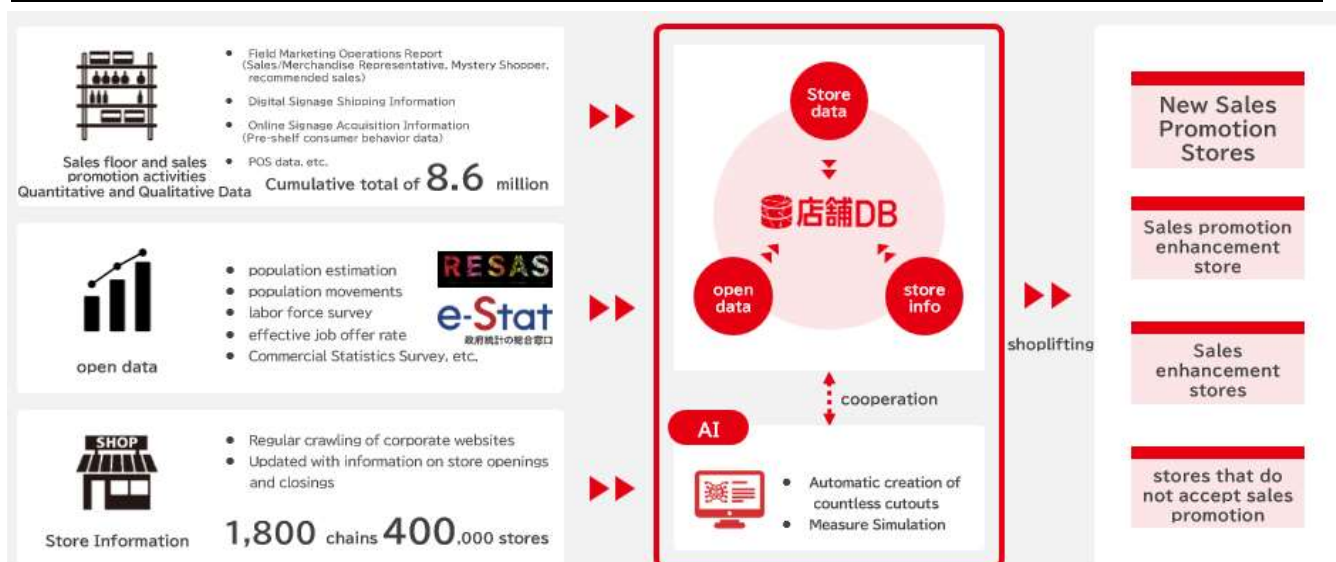 Field Marketing Operations Report
(Sales/Merchandise Representative, Mystery Shopper,
recommended sales)
Digital Signage Shipping Information
Online Signage Acquisition Information
(Pre-shelf consumer behavior data)
POS data, etc.
Sales floor and sales
promotion activities
Quantitative and Qualitative Data
Cumulative total of 8.6 million
population estimation
population movements
labor force survey
effective job offer rate
Commercial Statistics Survey, etc.
RESAS
e-Stat
政府統計の総合窓口
open data
SHOP
Regular crawling of corporate websites
Updated with information on store openings
and closings
Store Information
1,800 chains 400,000 stores
Store
data
店舗DB
open
data
store
info
cooperation
AI
Automatic creation of
countless cutouts
Measure Simulation
shoplifting
New Sales
Promotion
Stores
Sales promotion
enhancement
store
Sales
enhancement
stores
stores that do
not accept sales
promotion